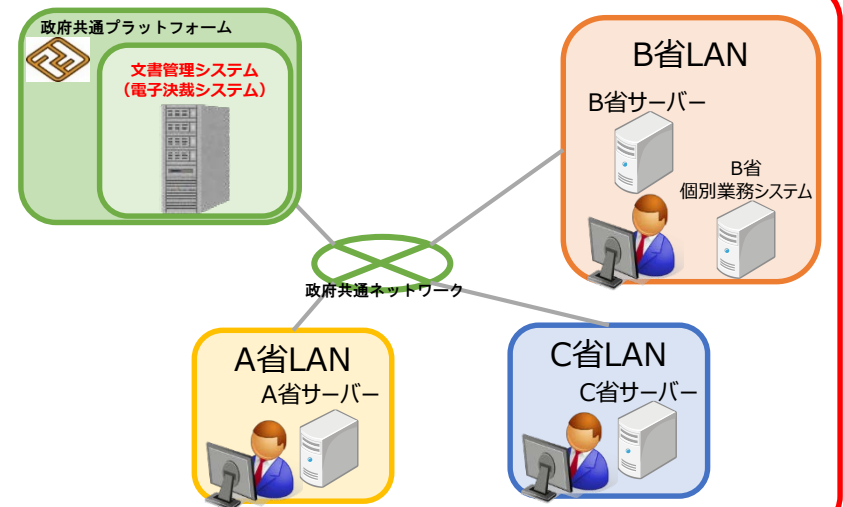 政府共通プラットフォーム
文書管理システム
（電子決裁システム）
B省LAN
B省サーバー
B省
個別業務システム
政府共通ネットワーク
A省LAN
A省サーバー
C省LAN
C省サーバー